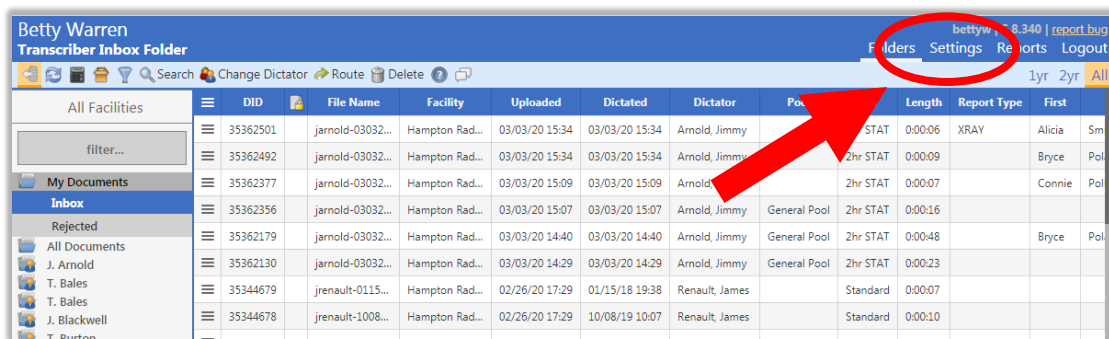 Betty Warren
Transcriber Inbox Folder
8.340 | report bug
Folders Settings Reports Logout
Search Change Dictator Route Delete
1yr 2yr All
All Facilities
filter...
My Documents
Inbox
Rejected
All Documents
J. Arnold
T. Bales
T. Bales
J. Blackwell
T. Burton
DID File Name Facility Uploaded Dictated Dictator Length Report Type First
35362501 jarnold-03032... Hampton Rad... 03/03/20 15:34 03/03/20 15:34 Arnold, Jimmy STAT 0:00:06 XRAY Alicia Sm
35362492 jarnold-03032... Hampton Rad... 03/03/20 15:34 03/03/20 15:34 Arnold, Jimmy 2hr STAT 0:00:09 Bryce Pol
35362377 jarnold-03032... Hampton Rad... 03/03/20 15:09 03/03/20 15:09 Arnold, 2hr STAT 0:00:07 Connie Pol
35362356 jarnold-03032... Hampton Rad... 03/03/20 15:07 03/03/20 15:07 Arnold, Jimmy General Pool 2hr STAT 0:00:16
35362179 jarnold-03032... Hampton Rad... 03/03/20 14:40 03/03/20 14:40 Arnold, Jimmy General Pool 2hr STAT 0:00:48 Bryce Pol
35362130 jarnold-03032... Hampton Rad... 03/03/20 14:29 03/03/20 14:29 Arnold, Jimmy General Pool 2hr STAT 0:00:23
35344679 jrenault-0115... Hampton Rad... 02/26/20 17:29 01/15/18 19:38 Renault, James Standard 0:00:07
35344678 jrenault-1008... Hampton Rad... 02/26/20 17:29 10/08/19 10:07 Renault, James Standard 0:00:10